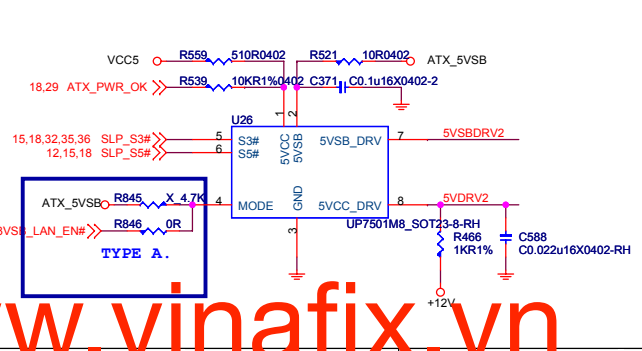 VCC5 R559 510R0402 R521 10R0402 ATX_5VSB
18,29 ATX_PWR_OK R539 10KR1%0402 C371 C0.1u16X0402-2
U26
1 2
15,18,32,35,36 SLP_S3# 5 S3# 5VCC 5VSB 5VSB_DRV 7 5VSBDRV2
12,15,18 SLP_S5# 6 S5#
ATX_5VSB R845 X_4.7K 4 MODE GND 5VCC_DRV 8 5VDRV2
3VSB_LAN_EN# R846 0R 3 UP7501M8_SOT23-8-RH
TYPE A.
R466 C588
1KR1% C0.022u16X0402-RH
+12V
w.vinafix.vn